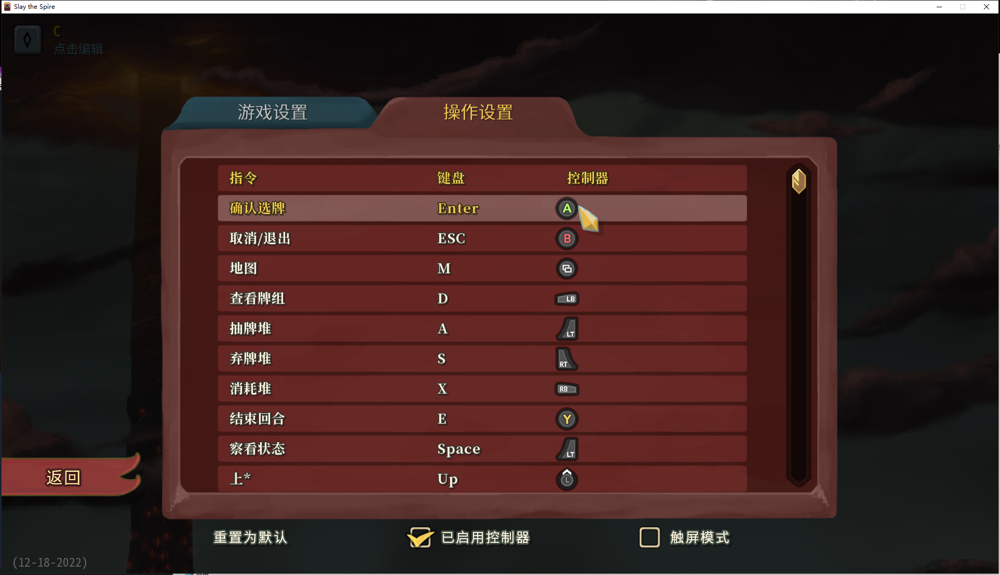 Slay the Spire
C
点击编辑
游戏设置 操作设置
指令 键盘 控制器
确认选牌 Enter A
取消/退出 ESC B
地图 M
查看牌组 D LB
抽牌堆 A LT
弃牌堆 S RT
消耗堆 X RB
结束回合 E Y
察看状态 Space LT
上* Up L
返回
重置为默认 已启用控制器 触屏模式
(12-18-2022)